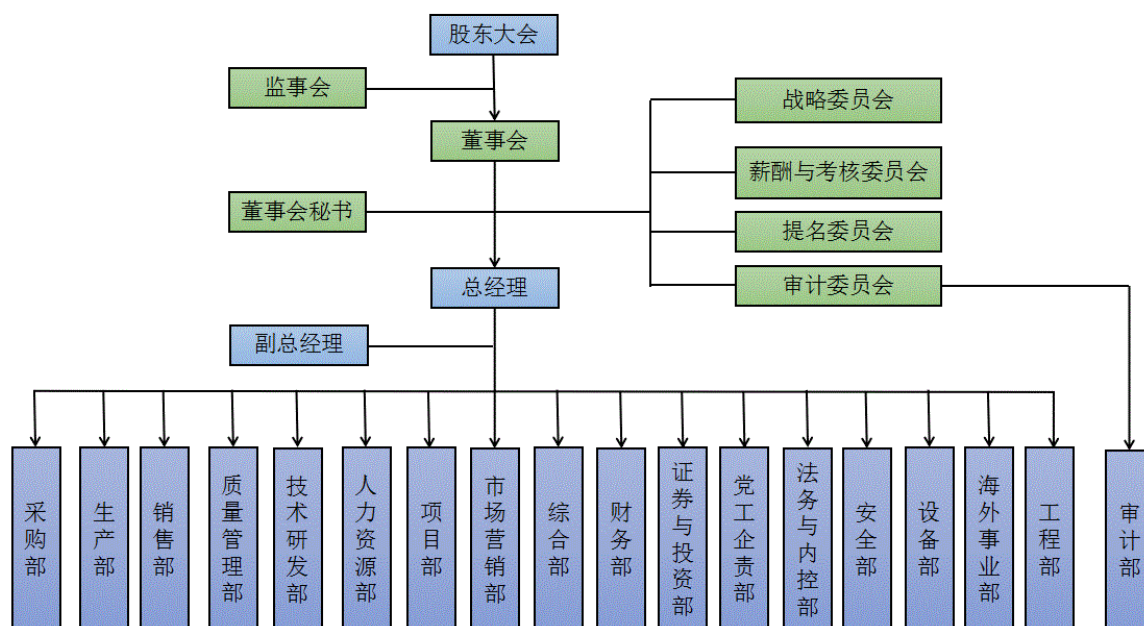 股东大会
监事会
战略委员会
董事会
薪酬与考核委员会
董事会秘书
提名委员会
总经理
审计委员会
副总经理
采购部
生产部
销售部
质量管理部
技术研发部
人力资源部
项目部
市场营销部
综合部
财务部
证券与投资部
党工企责部
法务与内控部
安全部
设备部
海外事业部
工程部
审计部